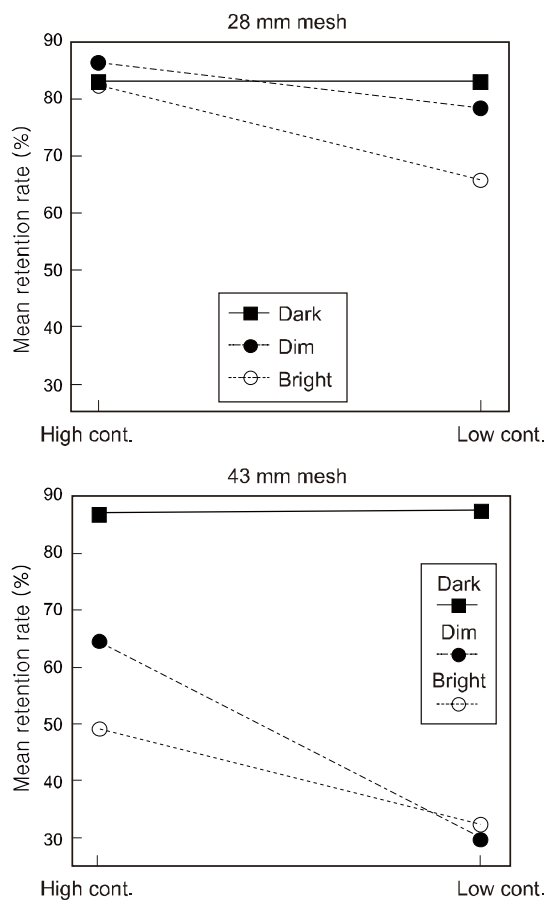 28 mm mesh
90
80
70
60
50
40
30
Mean retention rate (%)
Dark
Dim
Bright
High cont.
Low cont.
43 mm mesh
90
80
70
60
50
40
30
Mean retention rate (%)
Dark
Dim
Bright
High cont.
Low cont.